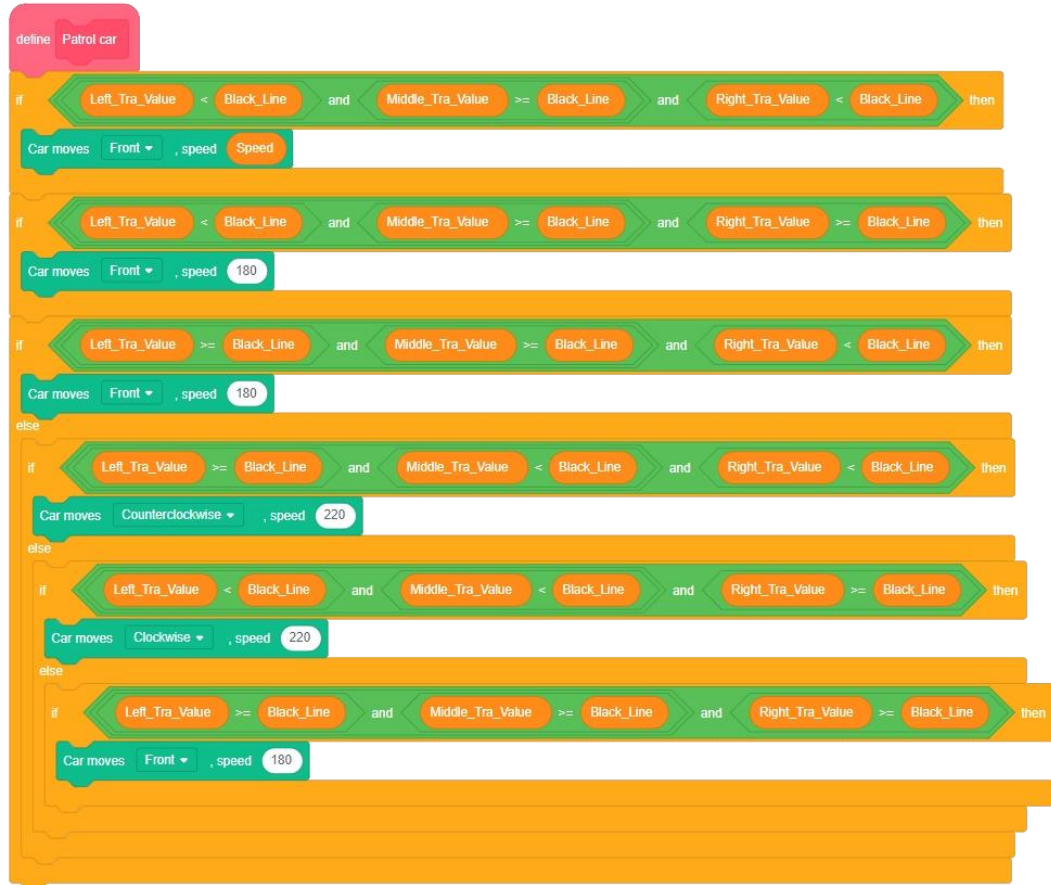 define Patrol car
if Left_Tra_Value < Black_Line and Middle_Tra_Value >= Black_Line and Right_Tra_Value < Black_Line then
Car moves Front , speed Speed
if Left_Tra_Value < Black_Line and Middle_Tra_Value >= Black_Line and Right_Tra_Value >= Black_Line then
Car moves Front , speed 180
if Left_Tra_Value >= Black_Line and Middle_Tra_Value >= Black_Line and Right_Tra_Value < Black_Line then
Car moves Front , speed 180
else
if Left_Tra_Value >= Black_Line and Middle_Tra_Value < Black_Line and Right_Tra_Value < Black_Line then
Car moves Counterclockwise , speed 220
else
if Left_Tra_Value < Black_Line and Middle_Tra_Value < Black_Line and Right_Tra_Value >= Black_Line then
Car moves Clockwise , speed 220
else
if Left_Tra_Value >= Black_Line and Middle_Tra_Value >= Black_Line and Right_Tra_Value >= Black_Line then
Car moves Front , speed 180